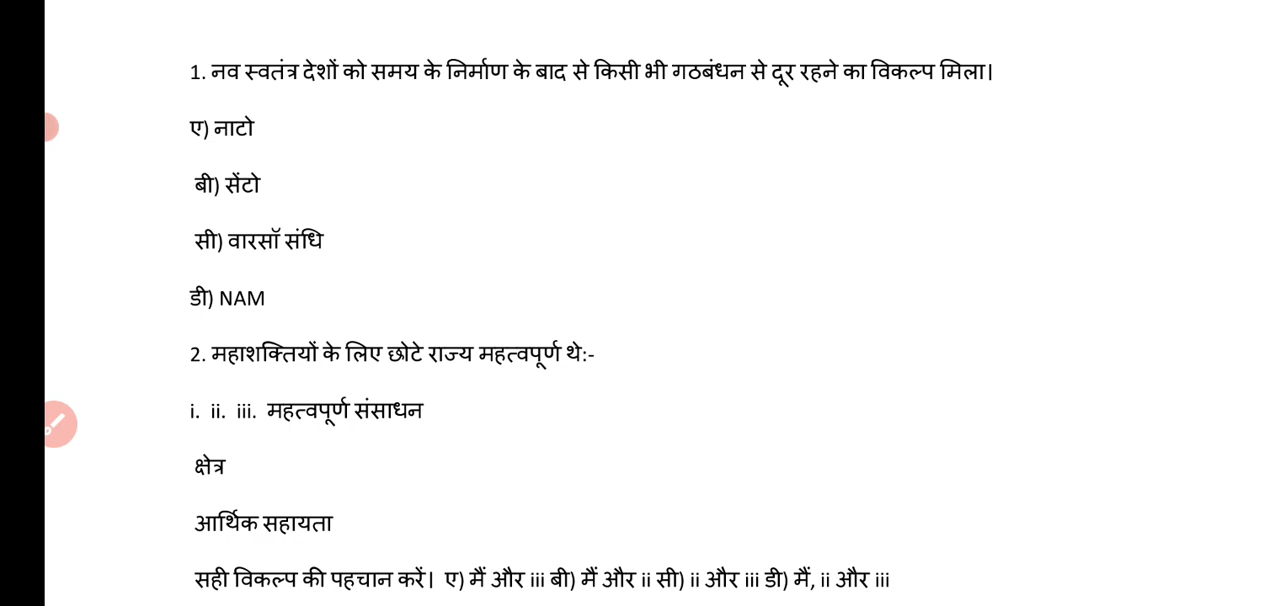 1. नव स्वतंत्र देशों को समय के निर्माण के बाद से किसी भी गठबंधन से दूर रहने का विकल्प मिला।
ए) नाटो
बी) सेंटो
सी) वारसॉ संधि
डी) NAM
2. महाशक्तियों के लिए छोटे राज्य महत्वपूर्ण थे:-
i. ii. iii. महत्वपूर्ण संसाधन
क्षेत्र
आर्थिक सहायता
सही विकल्प की पहचान करें। ए) मैं और iii बी) मैं और ii सी) ii और iii डी) मैं, ii और iii